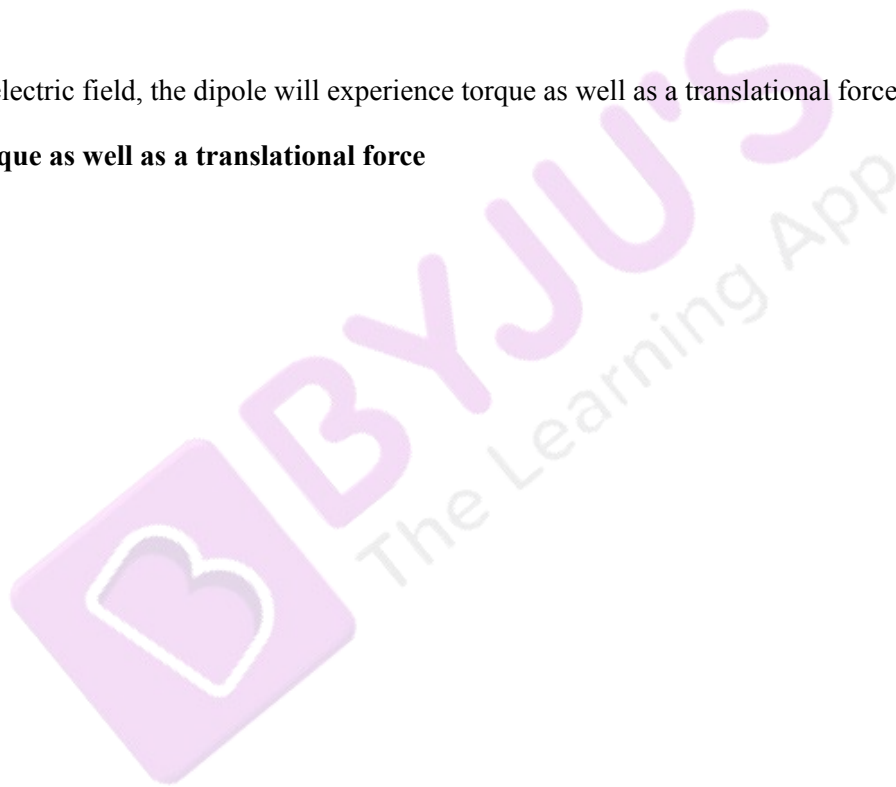 lectric field, the dipole will experience torque as well as a translational force
que as well as a translational force
BYJU'S
The Learning App